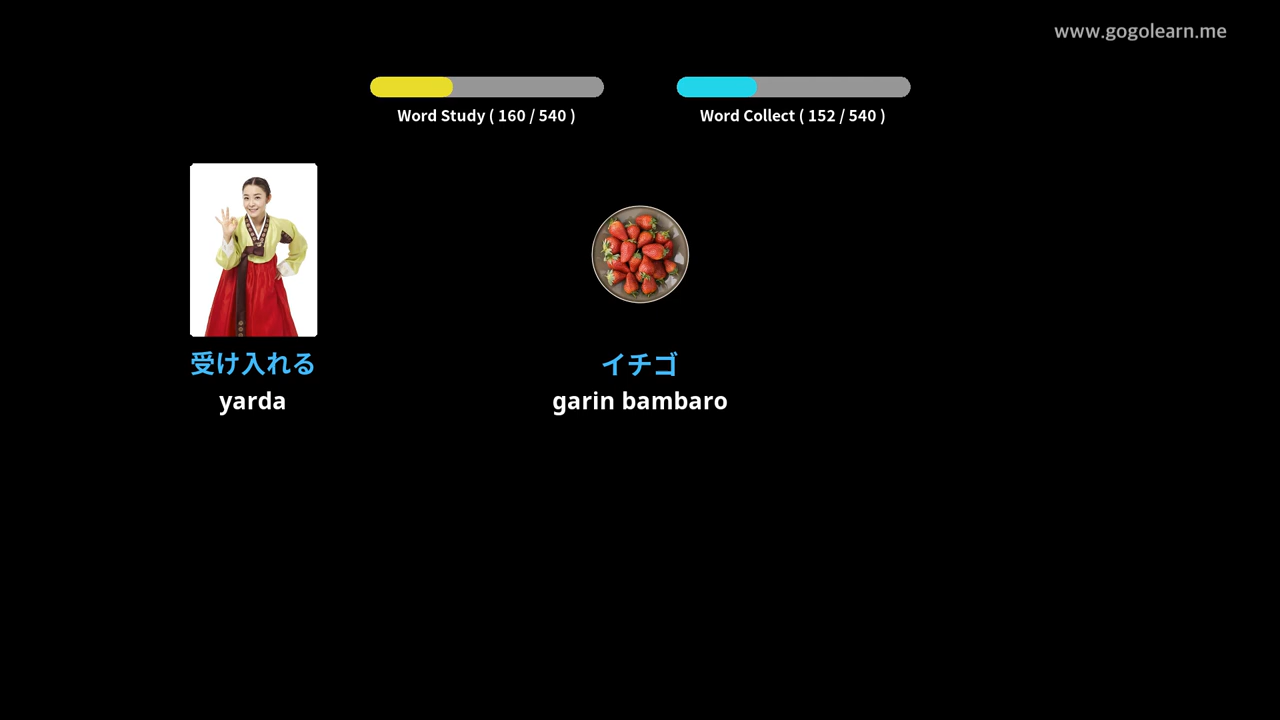 www.gogolearn.me
Word Study ( 160 / 540 )
Word Collect ( 152 / 540 )
受け入れる
yarda
イチゴ
garin bambaro